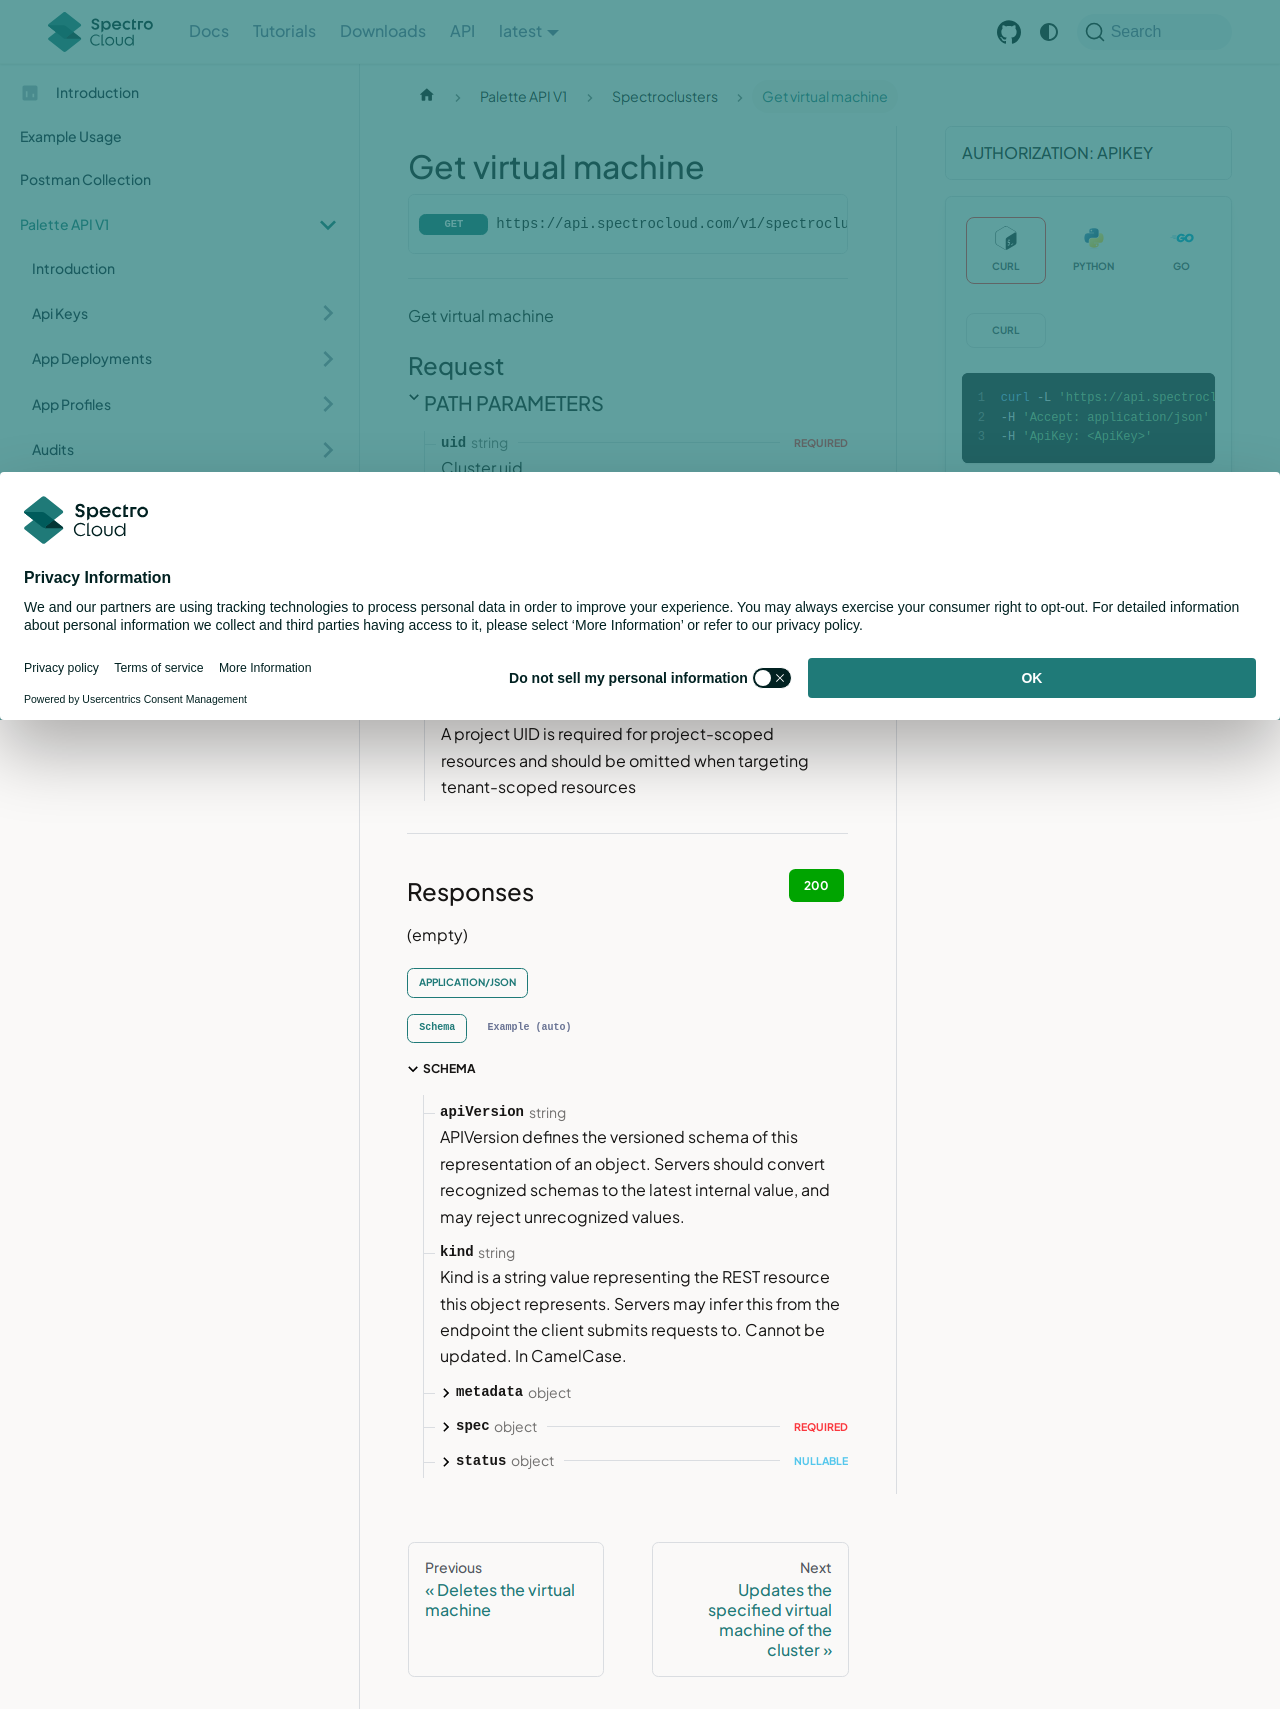 Spectro
Cloud
Docs
Tutorials
Downloads
API
latest
Search
Introduction
Example Usage
Postman Collection
Palette API V1
Introduction
Api Keys
App Deployments
App Profiles
Audits
Palette API V1
Spectroclusters
Get virtual machine
Get virtual machine
GET
https://api.spectrocloud.com/v1/spectroclu
Get virtual machine
Request
PATH PARAMETERS
uid string
REQUIRED
Cluster uid
AUTHORIZATION: APIKEY
CURL
PYTHON
GO
CURL
1 curl -L 'https://api.spectrocl
2 -H 'Accept: application/json'
3 -H 'ApiKey: <ApiKey>'
Spectro
Cloud
Privacy Information
We and our partners are using tracking technologies to process personal data in order to improve your experience. You may always exercise your consumer right to opt-out. For detailed information
about personal information we collect and third parties having access to it, please select ‘More Information’ or refer to our privacy policy.
Privacy policy
Terms of service
More Information
Do not sell my personal information
OK
Powered by Usercentrics Consent Management
A project UID is required for project-scoped
resources and should be omitted when targeting
tenant-scoped resources
Responses
200
(empty)
APPLICATION/JSON
Schema
Example (auto)
SCHEMA
apiVersion string
APIVersion defines the versioned schema of this
representation of an object. Servers should convert
recognized schemas to the latest internal value, and
may reject unrecognized values.
kind string
Kind is a string value representing the REST resource
this object represents. Servers may infer this from the
endpoint the client submits requests to. Cannot be
updated. In CamelCase.
metadata object
spec object
REQUIRED
status object
NULLABLE
Previous
« Deletes the virtual
machine
Next
Updates the
specified virtual
machine of the
cluster »